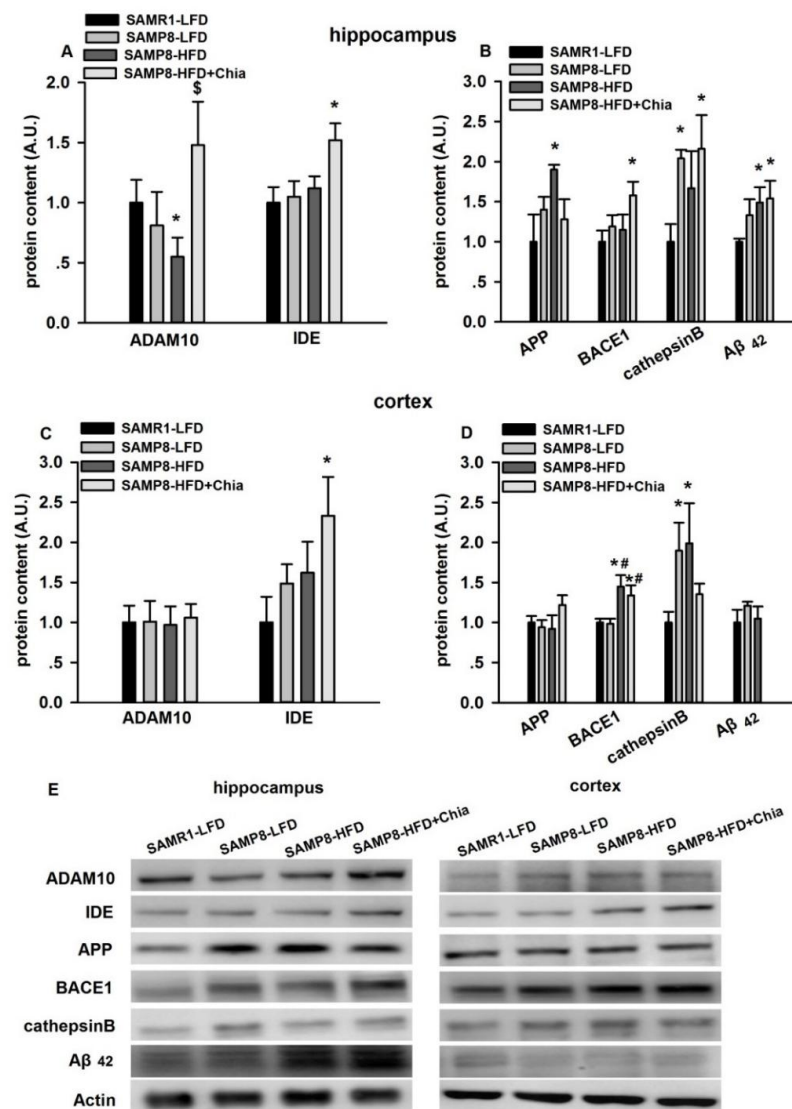 hippocampus
A
SAMR1-LFD
SAMP8-LFD
SAMP8-HFD
SAMP8-HFD+Chia
protein content (A.U.)
2.0
1.5
1.0
.5
0.0
$
*
*
ADAM10 IDE
B
SAMR1-LFD
SAMP8-LFD
SAMP8-HFD
SAMP8-HFD+Chia
protein content (A.U.)
3.0
2.5
2.0
1.5
1.0
.5
0.0
* * * * * *
APP BACE1 cathepsinB Aβ 42
cortex
C
SAMR1-LFD
SAMP8-LFD
SAMP8-HFD
SAMP8-HFD+Chia
protein content (A.U.)
3.0
2.5
2.0
1.5
1.0
.5
0.0
*
ADAM10 IDE
D
SAMR1-LFD
SAMP8-LFD
SAMP8-HFD
SAMP8-HFD+Chia
protein content (A.U.)
3.0
2.5
2.0
1.5
1.0
.5
0.0
*# *# * *
APP BACE1 cathepsinB Aβ 42
E
hippocampus cortex
SAMR1-LFD SAMP8-LFD SAMP8-HFD SAMP8-HFD+Chia SAMR1-LFD SAMP8-LFD SAMP8-HFD SAMP8-HFD+Chia
ADAM10
IDE
APP
BACE1
cathepsinB
Aβ 42
Actin